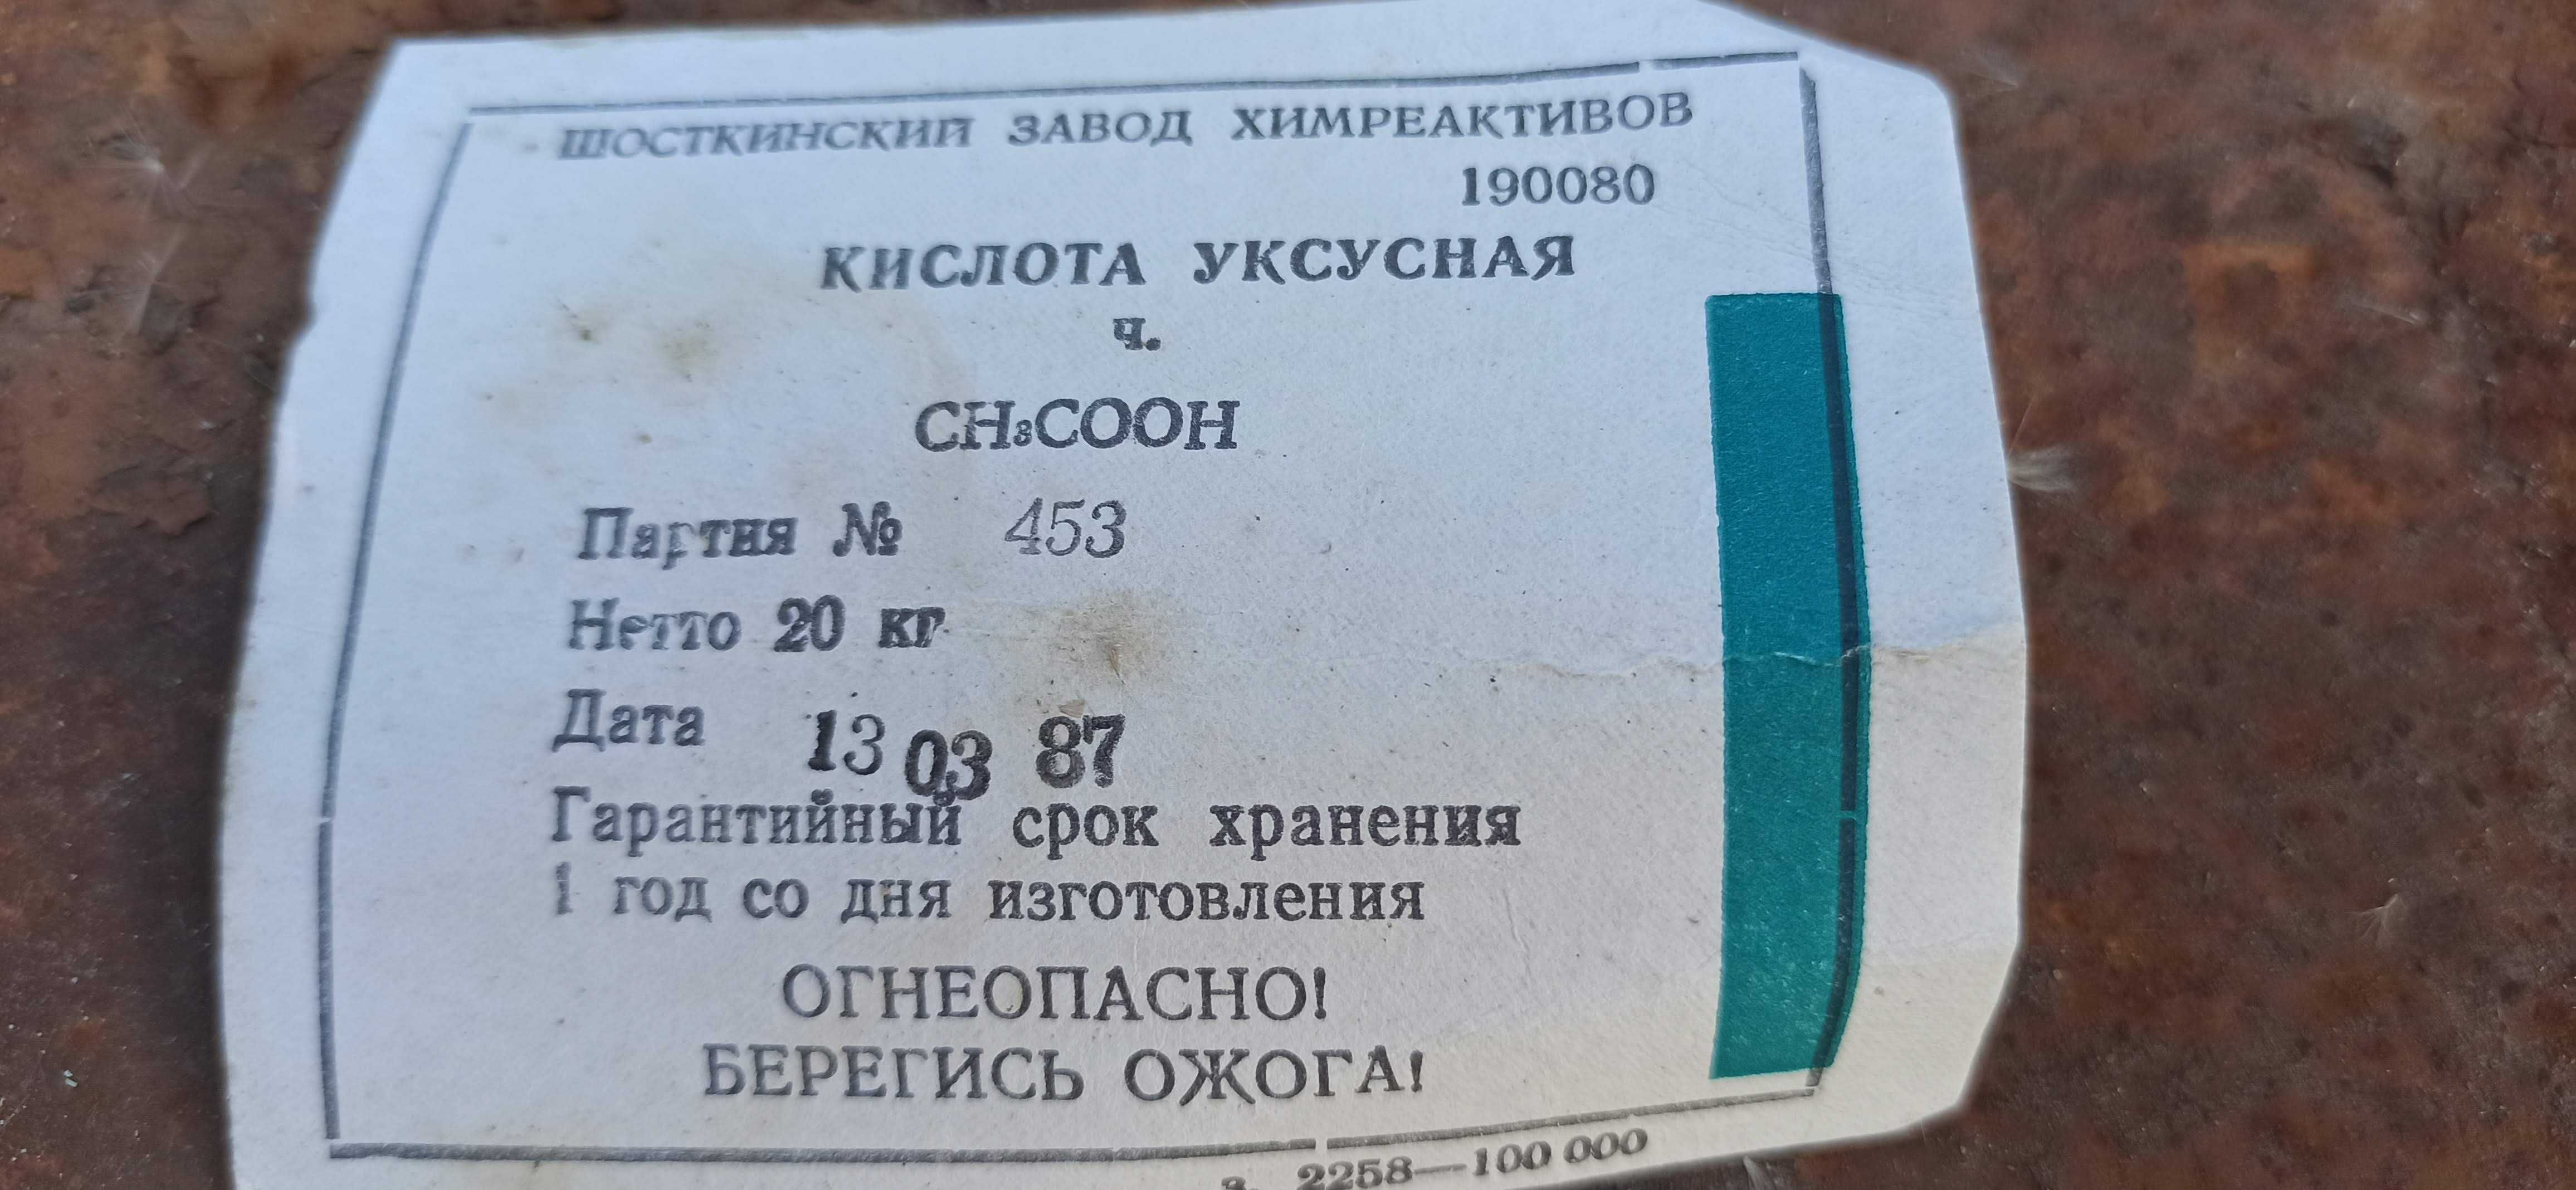 ШОСТКИНСКИЙ ЗАВОД ХИМРЕАКТИВОВ
190080
КИСЛОТА УКСУСНАЯ
ч.
CH₃COOH
Партия № 453
Нетто 20 кг
Дата 13 03 87
Гарантийный срок хранения
1 год со дня изготовления
ОГНЕОПАСНО!
БЕРЕГИСЬ ОЖОГА!
з. 2258—100 000